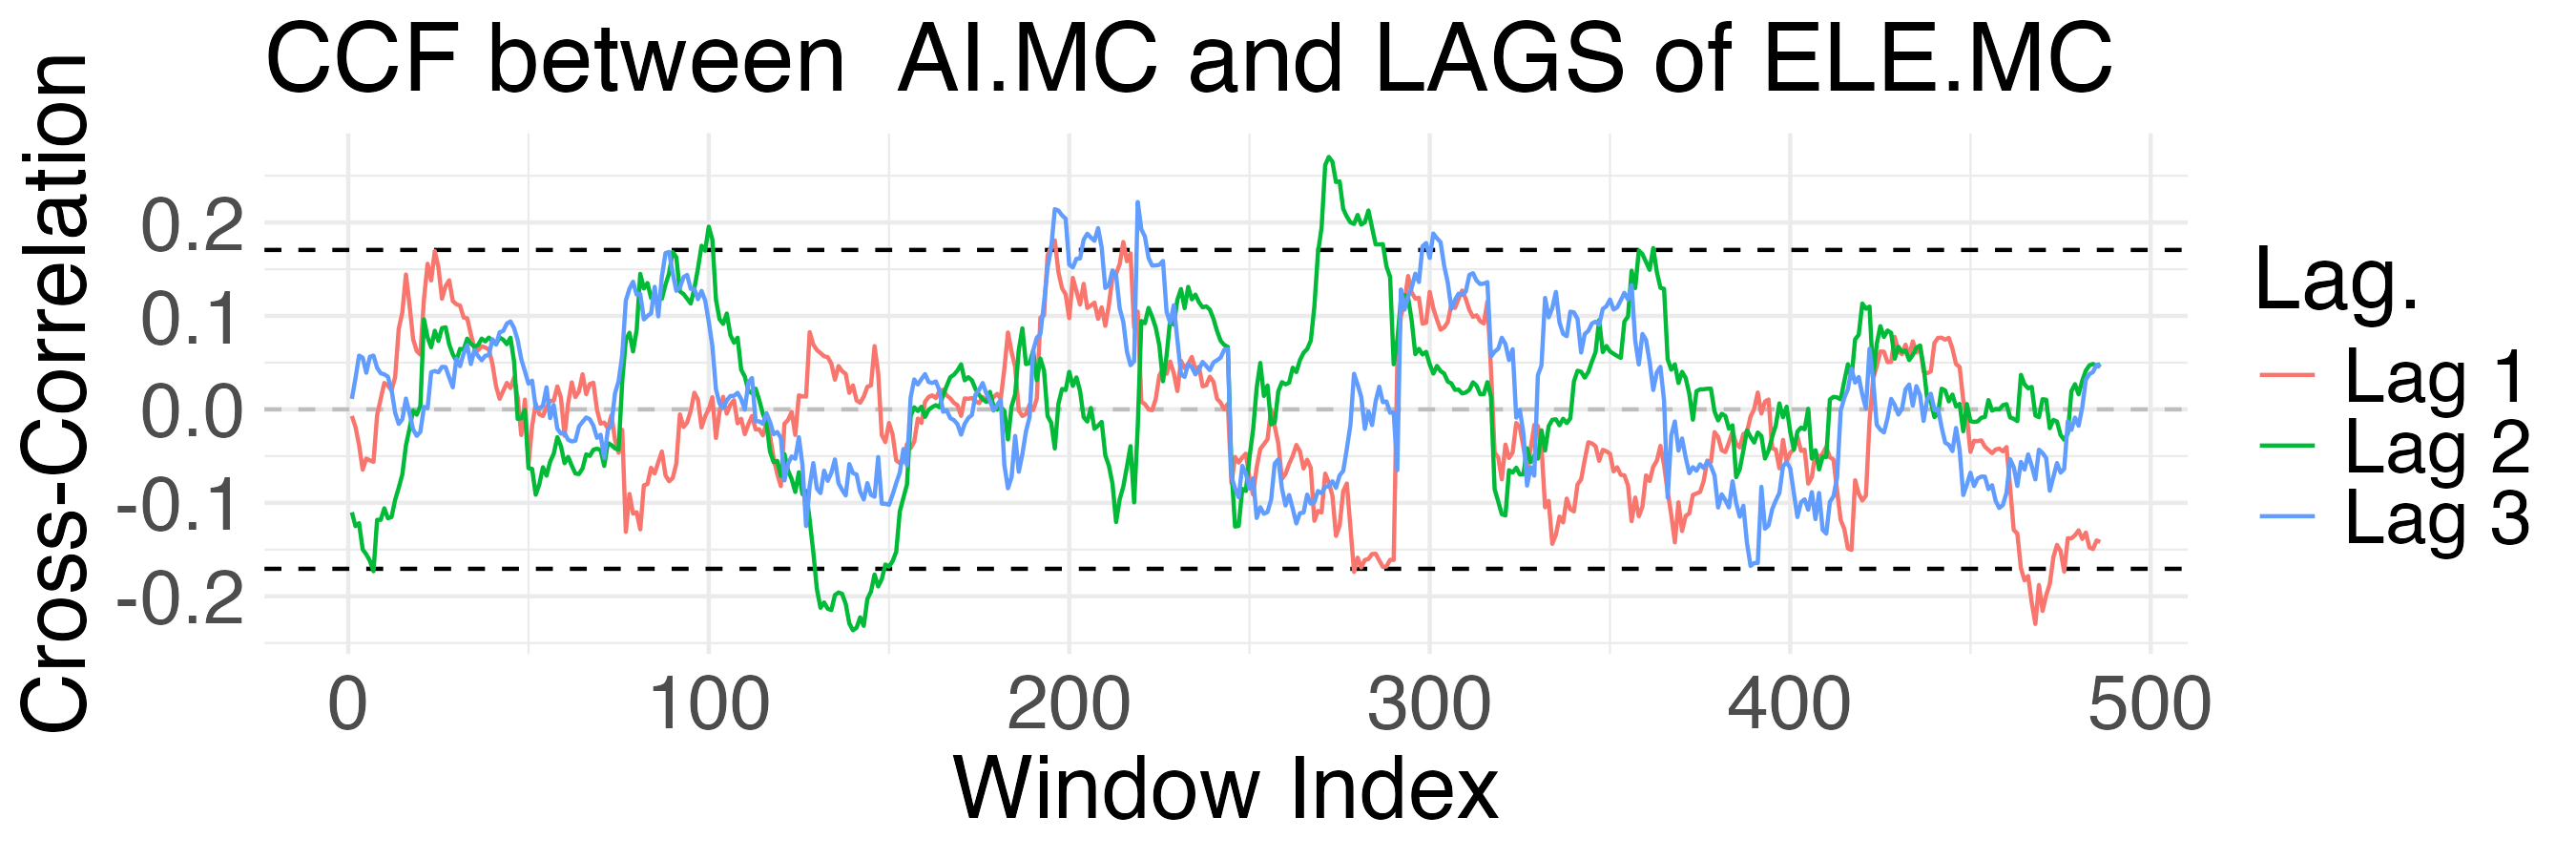 CCF between  AI.MC and LAGS of ELE.MC
Cross-Correlation
0.2
0.1
0.0
-0.1
-0.2
0 100 200 300 400 500
Window Index
Lag.
Lag 1
Lag 2
Lag 3